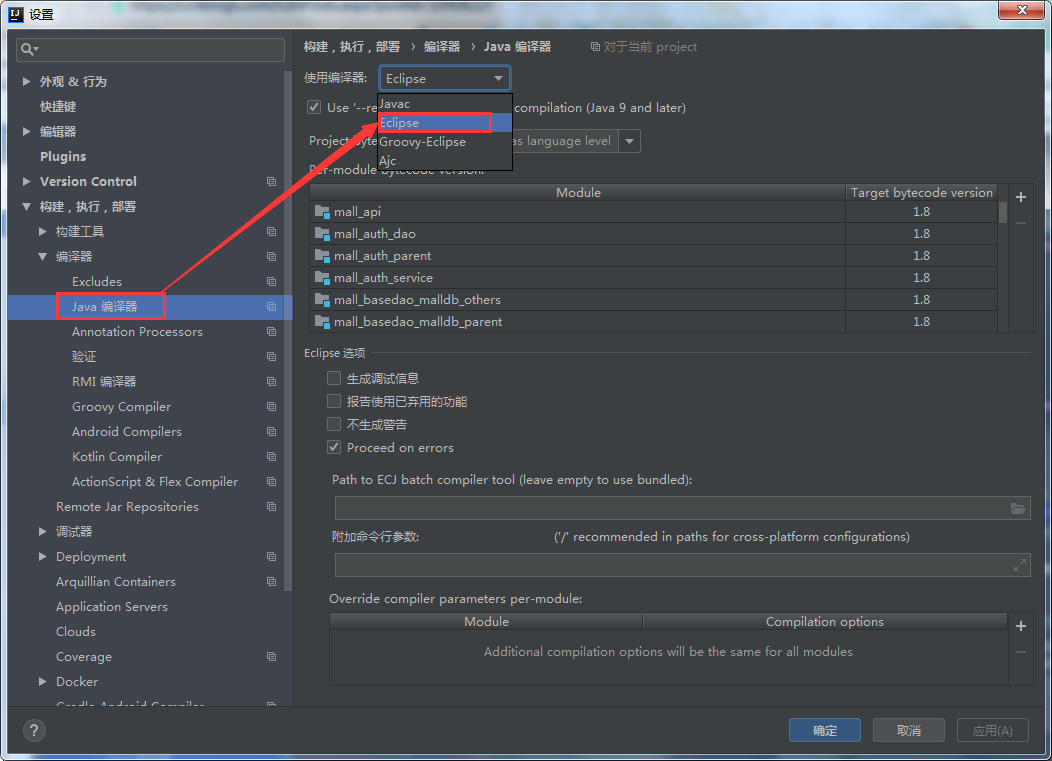 设置
外观 & 行为
快捷键
编辑器
Plugins
Version Control
构建，执行，部署
构建工具
编译器
Excludes
Java 编译器
Annotation Processors
验证
RMI 编译器
Groovy Compiler
Android Compilers
Kotlin Compiler
ActionScript & Flex Compiler
Remote Jar Repositories
调试器
Deployment
Arquillian Containers
Application Servers
Clouds
Coverage
Docker
Gradle-Android Compiler
构建，执行，部署 › 编译器 › Java 编译器 对于当前 project
使用编译器: Eclipse
Javac
Eclipse
Groovy-Eclipse
Ajc
Use '--re compilation (Java 9 and later)
Project byte as language level
Per-module bytecode version:
Module Target bytecode version
mall_api 1.8
mall_auth_dao 1.8
mall_auth_parent 1.8
mall_auth_service 1.8
mall_basedao_malldb_others 1.8
mall_basedao_malldb_parent 1.8
Eclipse 选项
生成调试信息
报告使用已弃用的功能
不生成警告
Proceed on errors
Path to ECJ batch compiler tool (leave empty to use bundled):
附加命令行参数: ('/' recommended in paths for cross-platform configurations)
Override compiler parameters per-module:
Module Compilation options
Additional compilation options will be the same for all modules
? 确定 取消 应用(A)